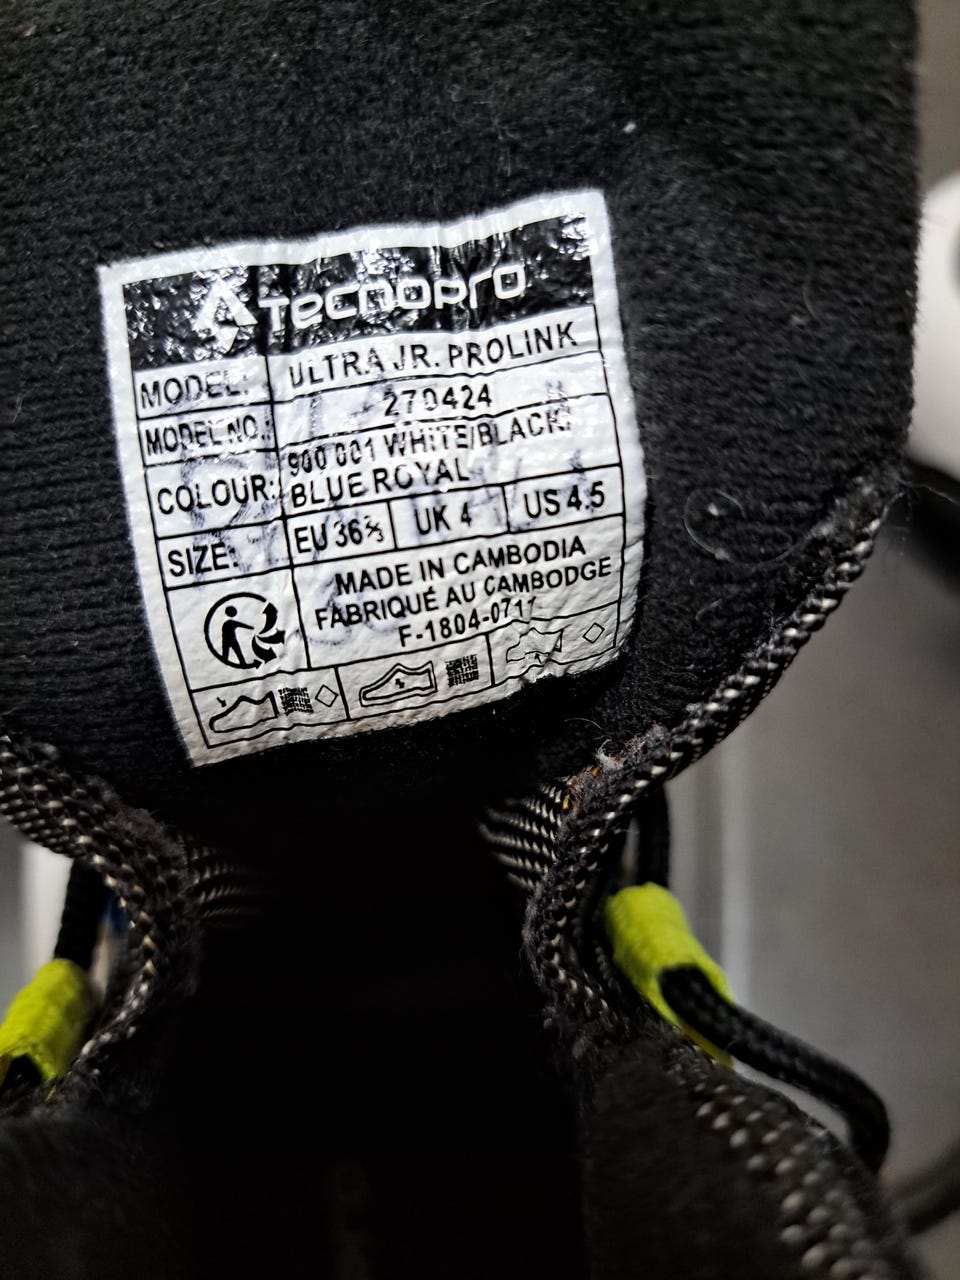 TECNOPRO
MODEL: ULTRA JR. PROLINK
MODEL NO.: 270424
COLOUR: 900 001 WHITE/BLACK/
BLUE ROYAL
SIZE: EU 36⅔ UK 4 US 4.5
MADE IN CAMBODIA
FABRIQUÉ AU CAMBODGE
F-1804-0717